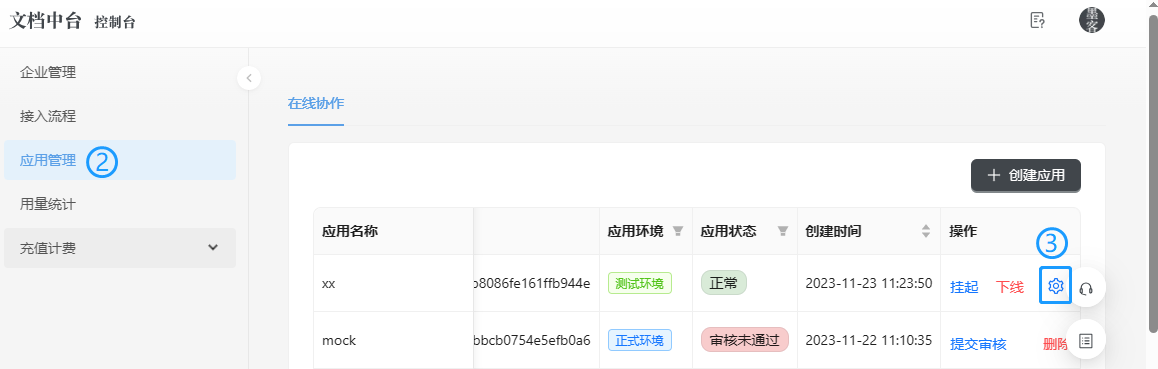 文档中台 控制台
墨客
企业管理
接入流程
应用管理 ②
用量统计
充值计费
在线协作
创建应用
应用名称 应用环境 应用状态 创建时间 操作
③
xx b8086fe161ffb944e 测试环境 正常 2023-11-23 11:23:50 挂起 下线
mock bbcb0754e5efb0a6 正式环境 审核未通过 2023-11-22 11:10:35 提交审核 删除